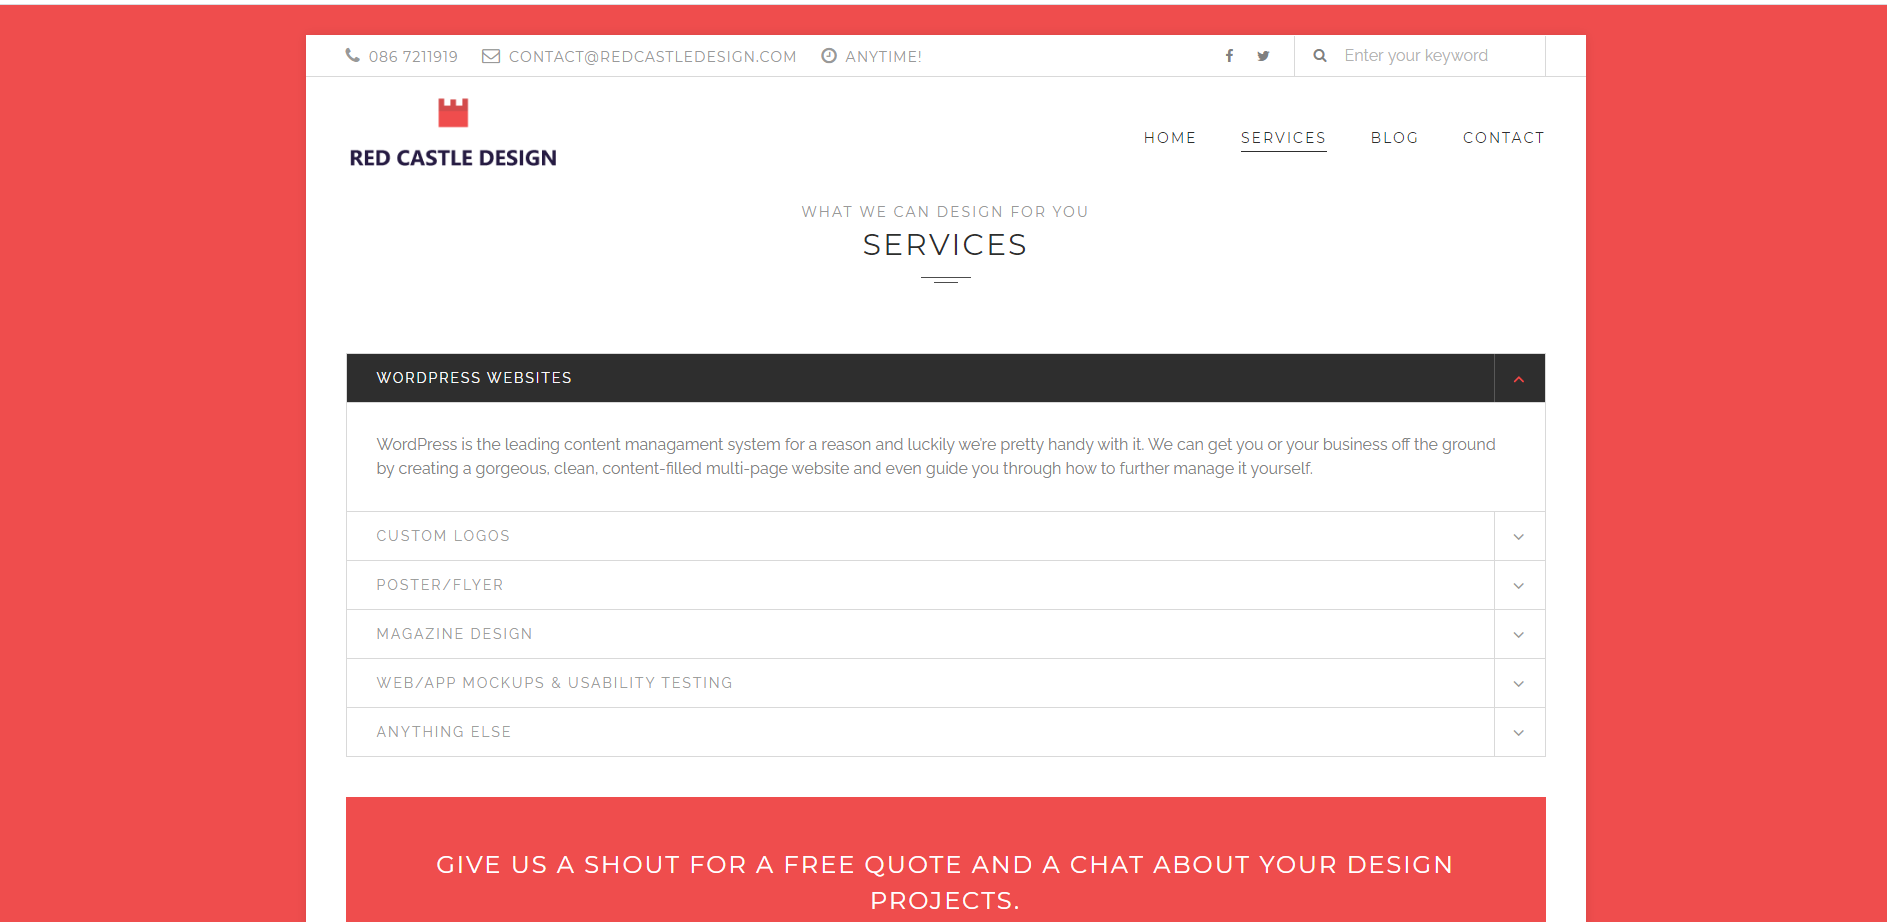 086 7211919 CONTACT@REDCASTLEDESIGN.COM ANYTIME! Enter your keyword
RED CASTLE DESIGN
HOME SERVICES BLOG CONTACT
WHAT WE CAN DESIGN FOR YOU
SERVICES
WORDPRESS WEBSITES
WordPress is the leading content managament system for a reason and luckily we're pretty handy with it. We can get you or your business off the ground
by creating a gorgeous, clean, content-filled multi-page website and even guide you through how to further manage it yourself.
CUSTOM LOGOS
POSTER/FLYER
MAGAZINE DESIGN
WEB/APP MOCKUPS & USABILITY TESTING
ANYTHING ELSE
GIVE US A SHOUT FOR A FREE QUOTE AND A CHAT ABOUT YOUR DESIGN
PROJECTS.